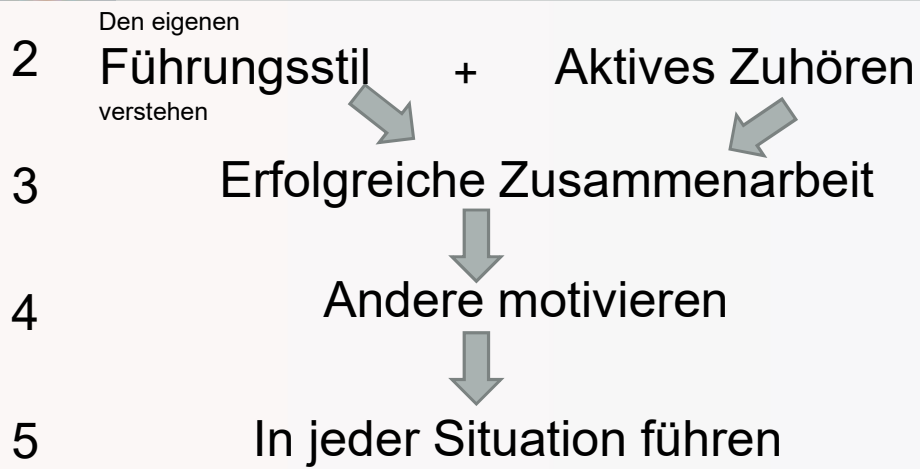 Den eigenen
2 Führungsstil + Aktives Zuhören
verstehen
3 Erfolgreiche Zusammenarbeit
4 Andere motivieren
5 In jeder Situation führen